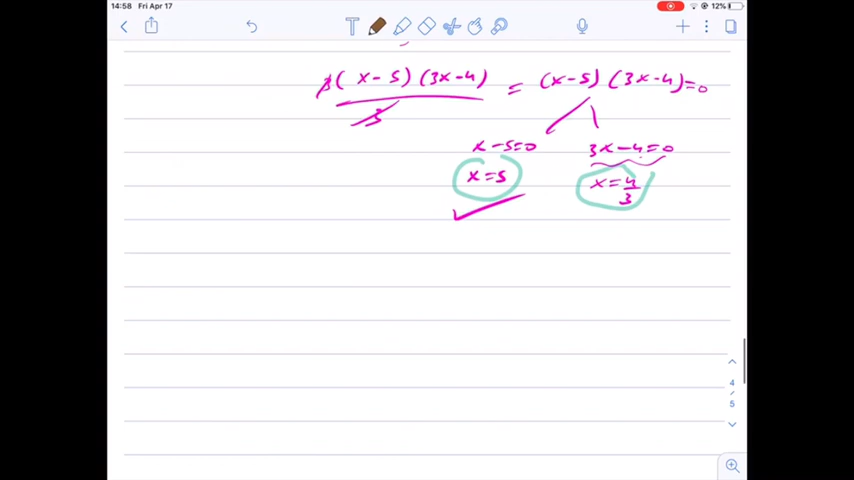 14:58 Fri Apr 17 12%
T
3(x-5)(3x-4) = (x-5)(3x-4)=0
3
x-5=0 3x-4=0
x=5 x=4/3
4
/
5